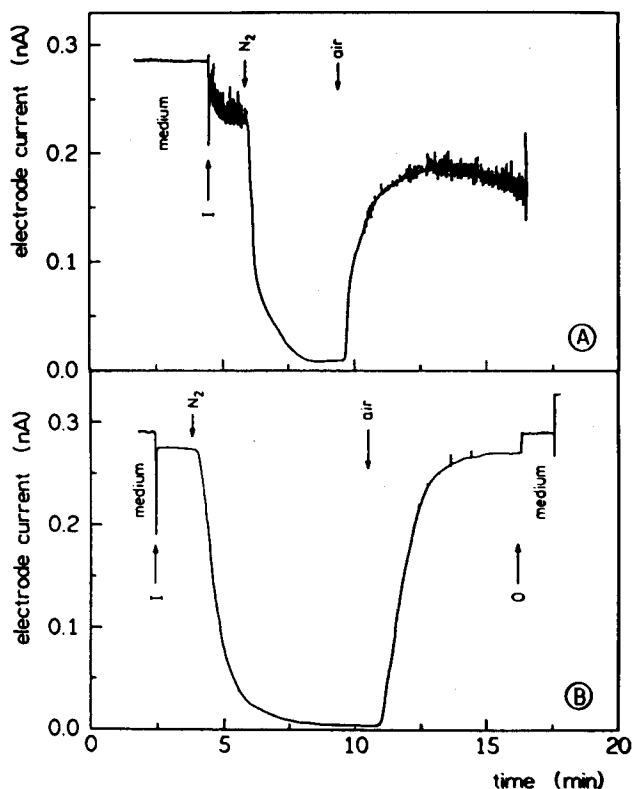 electrode current (nA)
0.3
0.2
0.1
0.0
medium
I
N₂
air
A
electrode current (nA)
0.3
0.2
0.1
0.0
medium
I
N₂
air
O
medium
B
0
5
10
15
20
time (min)